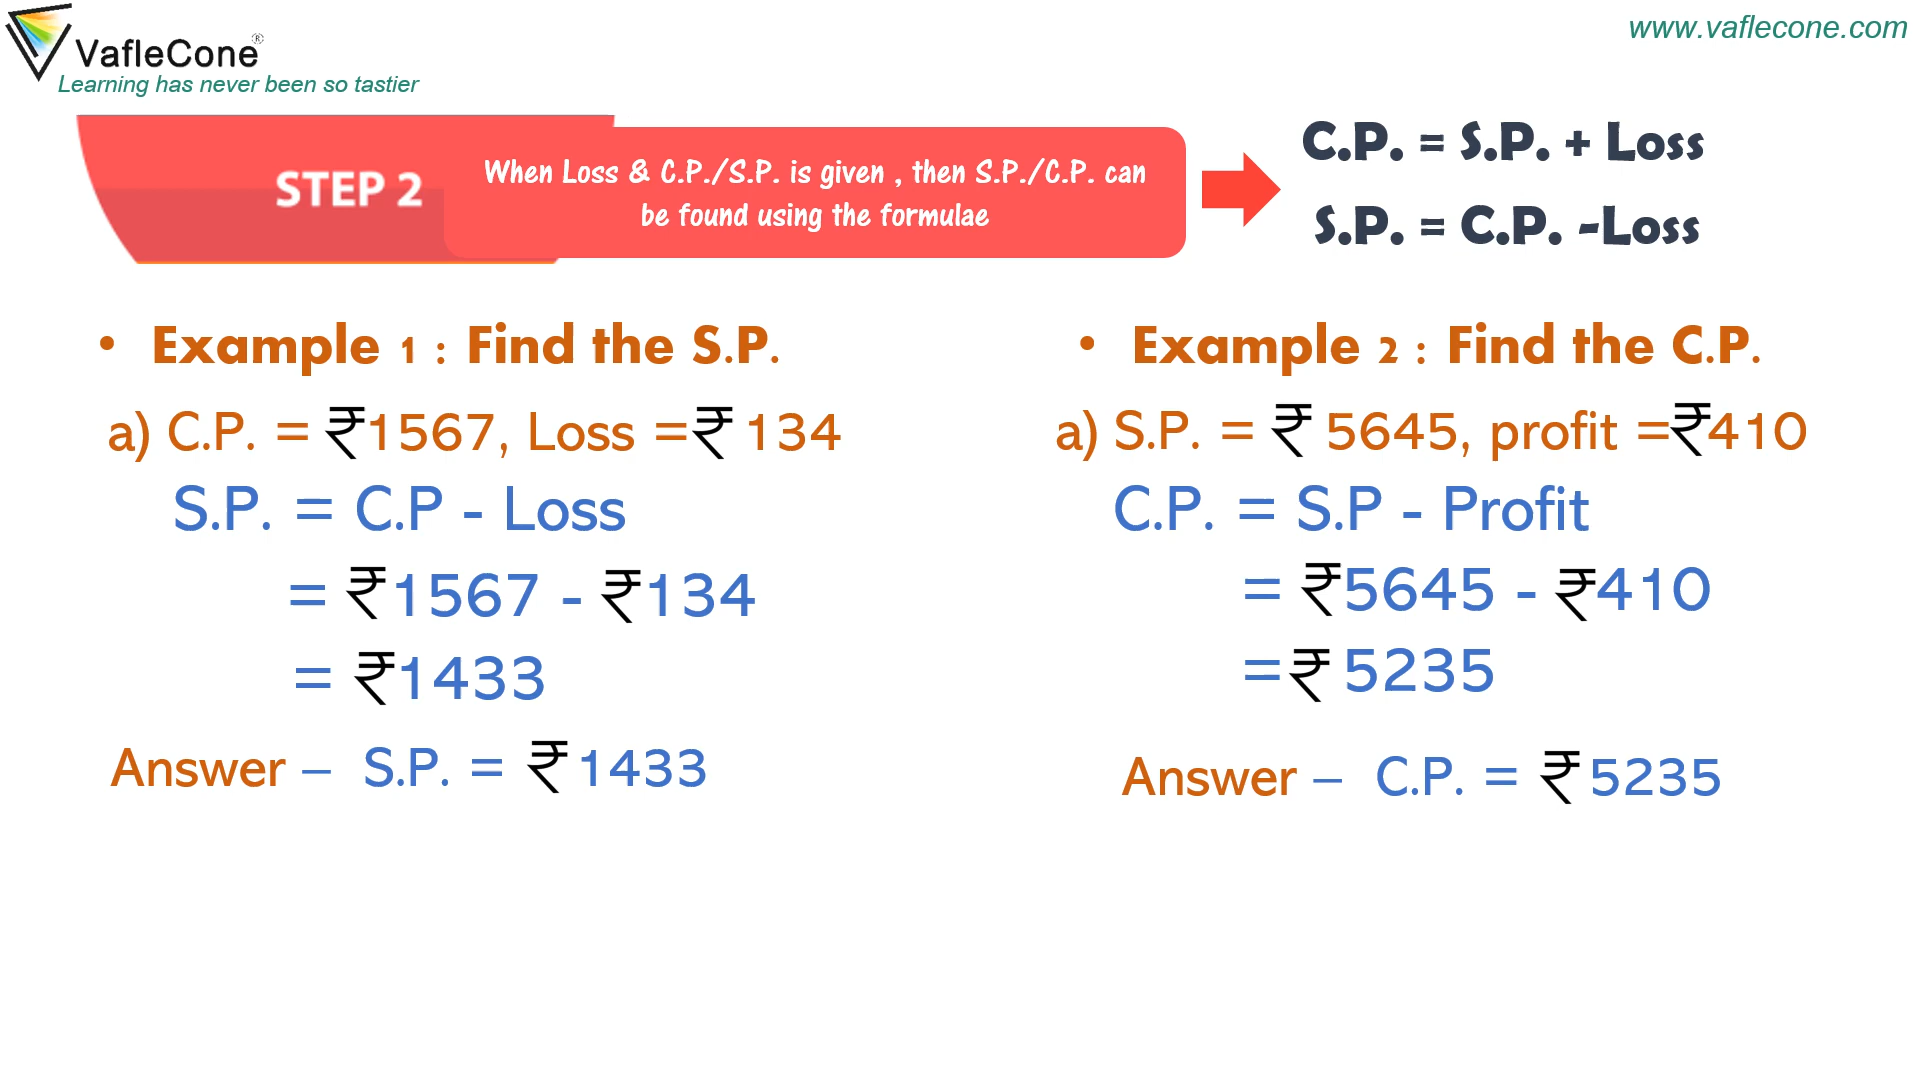 VafleCone®
Learning has never been so tastier
www.vaflecone.com
STEP 2
When Loss & C.P./S.P. is given , then S.P./C.P. can
be found using the formulae
C.P. = S.P. + Loss
S.P. = C.P. -Loss
• Example 1 : Find the S.P.
a) C.P. = ₹1567, Loss =₹ 134
S.P. = C.P - Loss
= ₹1567 - ₹134
= ₹1433
Answer – S.P. = ₹1433
• Example 2 : Find the C.P.
a) S.P. = ₹ 5645, profit =₹410
C.P. = S.P - Profit
= ₹5645 - ₹410
=₹ 5235
Answer – C.P. = ₹5235